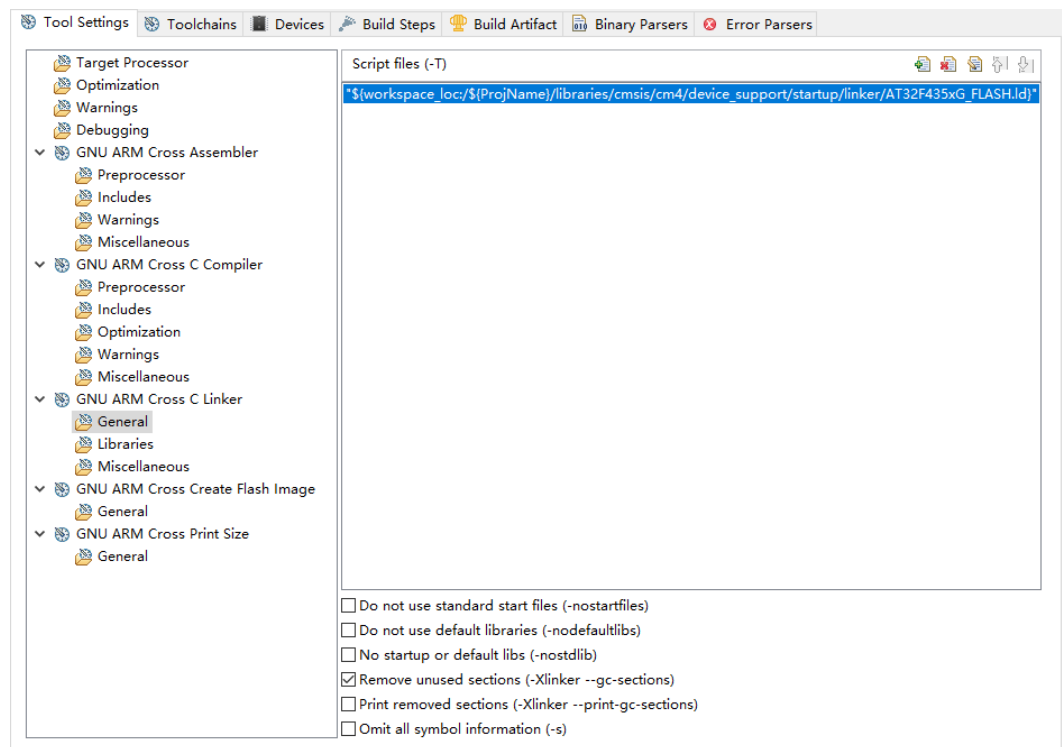 Tool Settings Toolchains Devices Build Steps Build Artifact Binary Parsers Error Parsers
Target Processor
Optimization
Warnings
Debugging
GNU ARM Cross Assembler
Preprocessor
Includes
Warnings
Miscellaneous
GNU ARM Cross C Compiler
Preprocessor
Includes
Optimization
Warnings
Miscellaneous
GNU ARM Cross C Linker
General
Libraries
Miscellaneous
GNU ARM Cross Create Flash Image
General
GNU ARM Cross Print Size
General
Script files (-T)
"${workspace_loc:/${ProjName}/libraries/cmsis/cm4/device_support/startup/linker/AT32F435xG_FLASH.ld}"
Do not use standard start files (-nostartfiles)
Do not use default libraries (-nodefaultlibs)
No startup or default libs (-nostdlib)
Remove unused sections (-Xlinker --gc-sections)
Print removed sections (-Xlinker --print-gc-sections)
Omit all symbol information (-s)